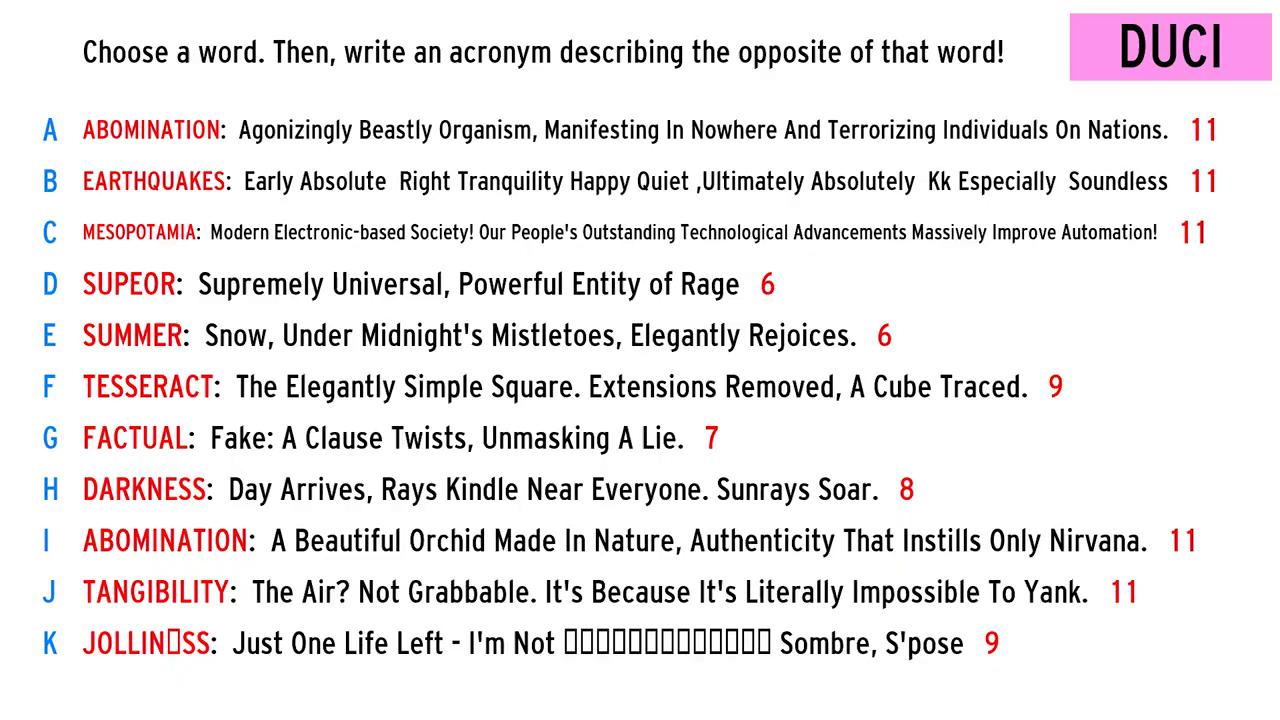 Choose a word. Then, write an acronym describing the opposite of that word!
DUCI
A ABOMINATION: Agonizingly Beastly Organism, Manifesting In Nowhere And Terrorizing Individuals On Nations. 11
B EARTHQUAKES: Early Absolute  Right Tranquility Happy Quiet ,Ultimately Absolutely  Kk Especially  Soundless 11
C MESOPOTAMIA: Modern Electronic-based Society! Our People's Outstanding Technological Advancements Massively Improve Automation! 11
D SUPEOR: Supremely Universal, Powerful Entity of Rage 6
E SUMMER: Snow, Under Midnight's Mistletoes, Elegantly Rejoices. 6
F TESSERACT: The Elegantly Simple Square. Extensions Removed, A Cube Traced. 9
G FACTUAL: Fake: A Clause Twists, Unmasking A Lie. 7
H DARKNESS: Day Arrives, Rays Kindle Near Everyone. Sunrays Soar. 8
I ABOMINATION: A Beautiful Orchid Made In Nature, Authenticity That Instills Only Nirvana. 11
J TANGIBILITY: The Air? Not Grabbable. It's Because It's Literally Impossible To Yank. 11
K JOLLIN▯SS: Just One Life Left - I'm Not ▯▯▯▯▯▯▯▯▯▯▯▯▯ Sombre, S'pose 9